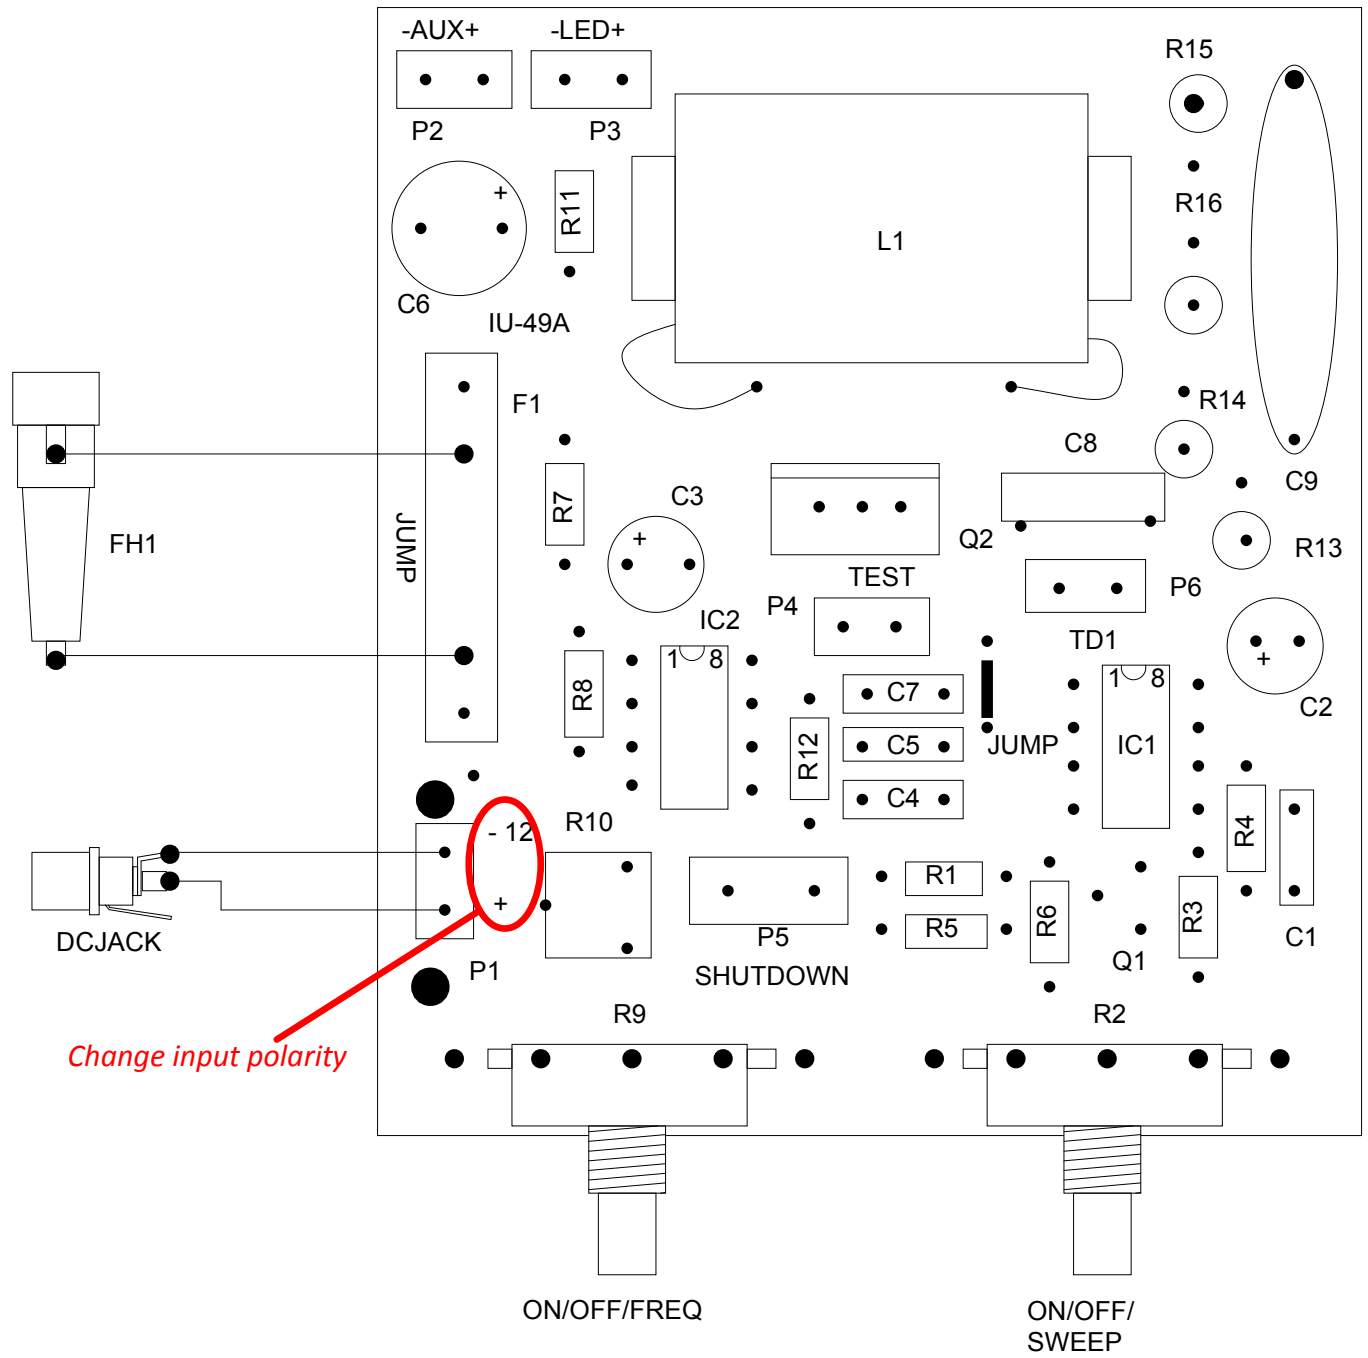 -AUX+
-LED+
R15
P2
P3
R11
+
R16
L1
C6
IU-49A
F1
R14
C8
C9
R7
C3
+
JUMP
FH1
Q2
R13
TEST
P6
P4
IC2
TD1
1 8
1 8
+
R8
C7
C2
R12
C5
JUMP
IC1
C4
- 12
R10
R4
+
R1
DCJACK
P5
R5
R6
R3
C1
P1
SHUTDOWN
Q1
R9
R2
Change input polarity
ON/OFF/FREQ
ON/OFF/
SWEEP